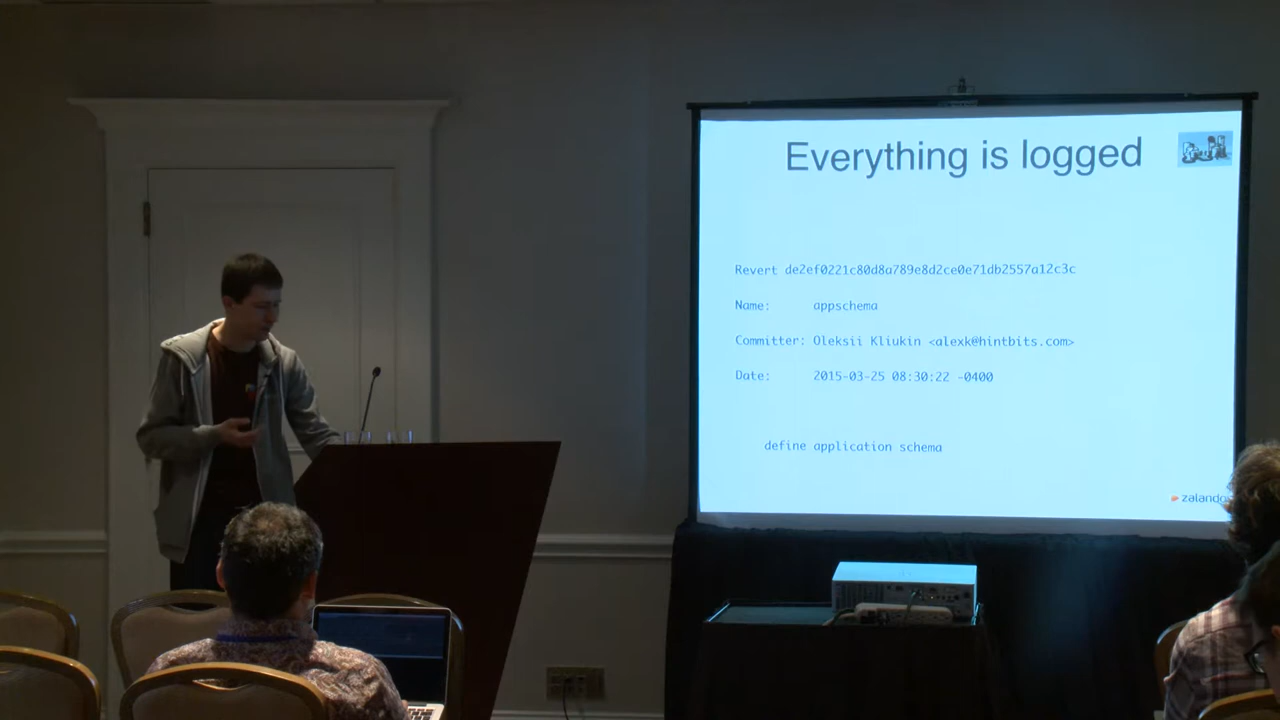 Everything is logged
Revert de2ef0221c80d8a789e8d2ce0e71db2557a12c3c
Name: appschema
Committer: Oleksii Kliukin <alexk@hintbits.com>
Date: 2015-03-25 08:30:22 -0400
define application schema
zalando